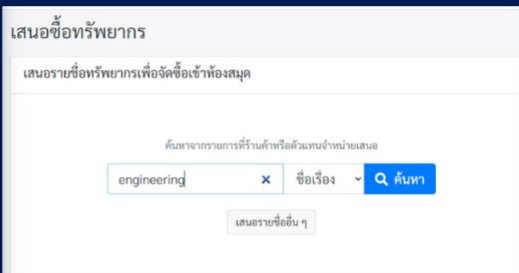 เสนอซื้อทรัพยากร
เสนอรายชื่อทรัพยากรเพื่อจัดซื้อเข้าห้องสมุด
ค้นหาจากรายการที่ร้านค้าหรือตัวแทนจำหน่ายเสนอ
engineering × ชื่อเรื่อง ค้นหา
เสนอรายชื่ออื่น ๆ